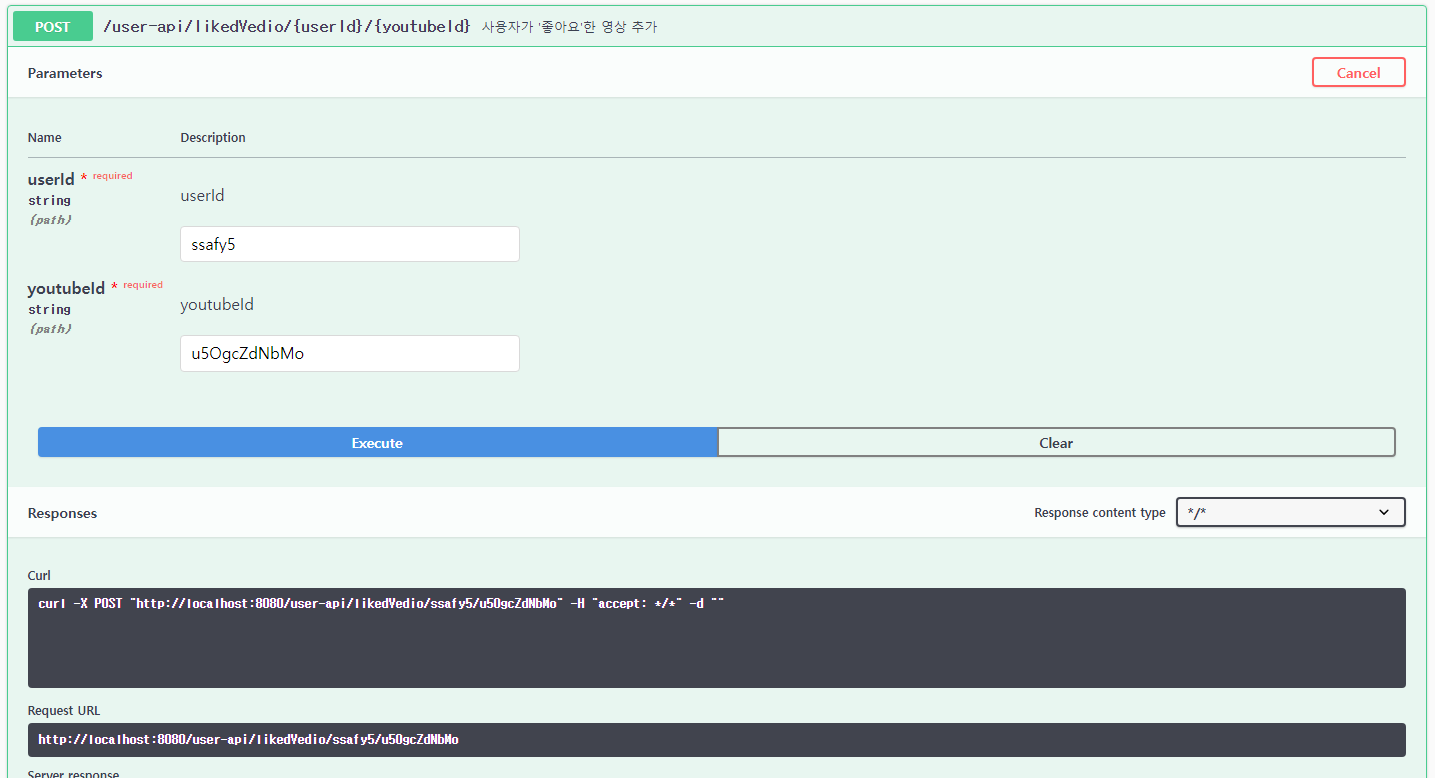 POST /user-api/likedVedio/{userId}/{youtubeId} 사용자가 '좋아요'한 영상 추가
Parameters
Cancel
Name Description
userId * required
string
(path)
userId
ssafy5
youtubeId * required
string
(path)
youtubeId
u5OgcZdNbMo
Execute
Clear
Responses
Response content type */*
Curl
curl -X POST "http://localhost:8080/user-api/likedVedio/ssafy5/u5OgcZdNbMo" -H "accept: */*" -d ""
Request URL
http://localhost:8080/user-api/likedVedio/ssafy5/u5OgcZdNbMo
Server response